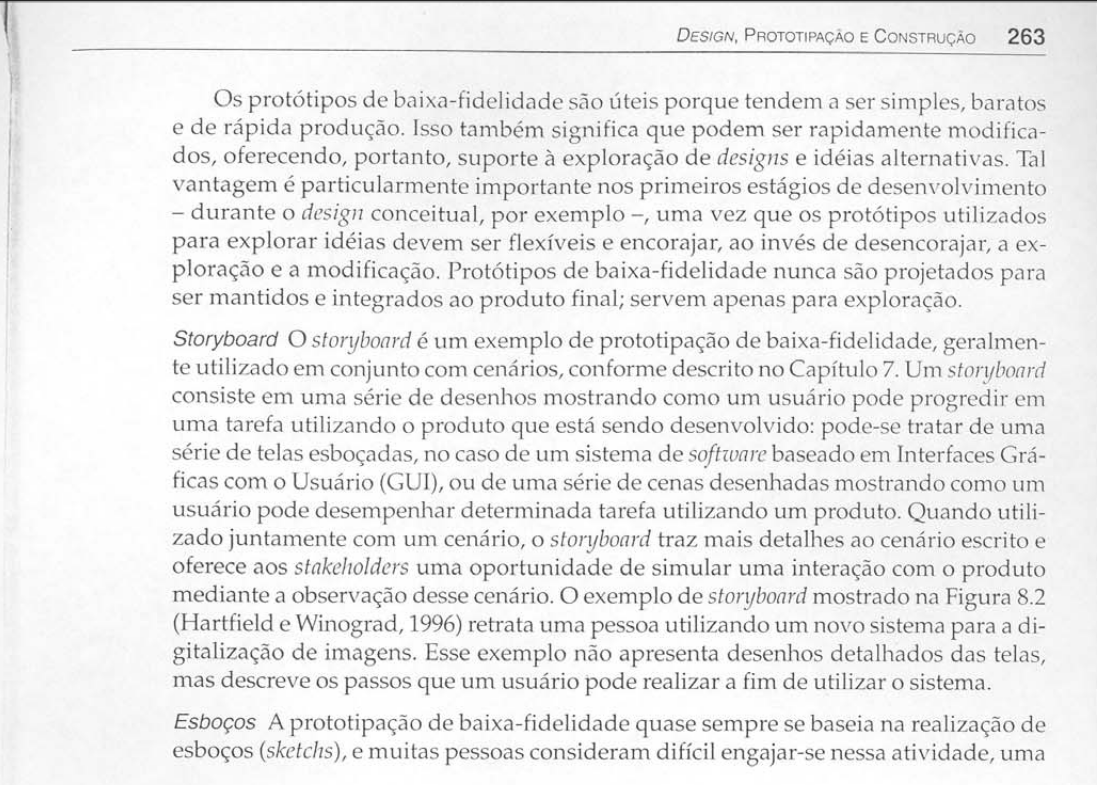 DESIGN, PROTOTIPAÇÃO E CONSTRUÇÃO 263
Os protótipos de baixa-fidelidade são úteis porque tendem a ser simples, baratos
e de rápida produção. Isso também significa que podem ser rapidamente modifica-
dos, oferecendo, portanto, suporte à exploração de designs e idéias alternativas. Tal
vantagem é particularmente importante nos primeiros estágios de desenvolvimento
– durante o design conceitual, por exemplo –, uma vez que os protótipos utilizados
para explorar idéias devem ser flexíveis e encorajar, ao invés de desencorajar, a ex-
ploração e a modificação. Protótipos de baixa-fidelidade nunca são projetados para
ser mantidos e integrados ao produto final; servem apenas para exploração.
Storyboard O storyboard é um exemplo de prototipação de baixa-fidelidade, geralmen-
te utilizado em conjunto com cenários, conforme descrito no Capítulo 7. Um storyboard
consiste em uma série de desenhos mostrando como um usuário pode progredir em
uma tarefa utilizando o produto que está sendo desenvolvido: pode-se tratar de uma
série de telas esboçadas, no caso de um sistema de software baseado em Interfaces Grá-
ficas com o Usuário (GUI), ou de uma série de cenas desenhadas mostrando como um
usuário pode desempenhar determinada tarefa utilizando um produto. Quando utili-
zado juntamente com um cenário, o storyboard traz mais detalhes ao cenário escrito e
oferece aos stakeholders uma oportunidade de simular uma interação com o produto
mediante a observação desse cenário. O exemplo de storyboard mostrado na Figura 8.2
(Hartfield e Winograd, 1996) retrata uma pessoa utilizando um novo sistema para a di-
gitalização de imagens. Esse exemplo não apresenta desenhos detalhados das telas,
mas descreve os passos que um usuário pode realizar a fim de utilizar o sistema.
Esboços A prototipação de baixa-fidelidade quase sempre se baseia na realização de
esboços (sketchs), e muitas pessoas consideram difícil engajar-se nessa atividade, uma